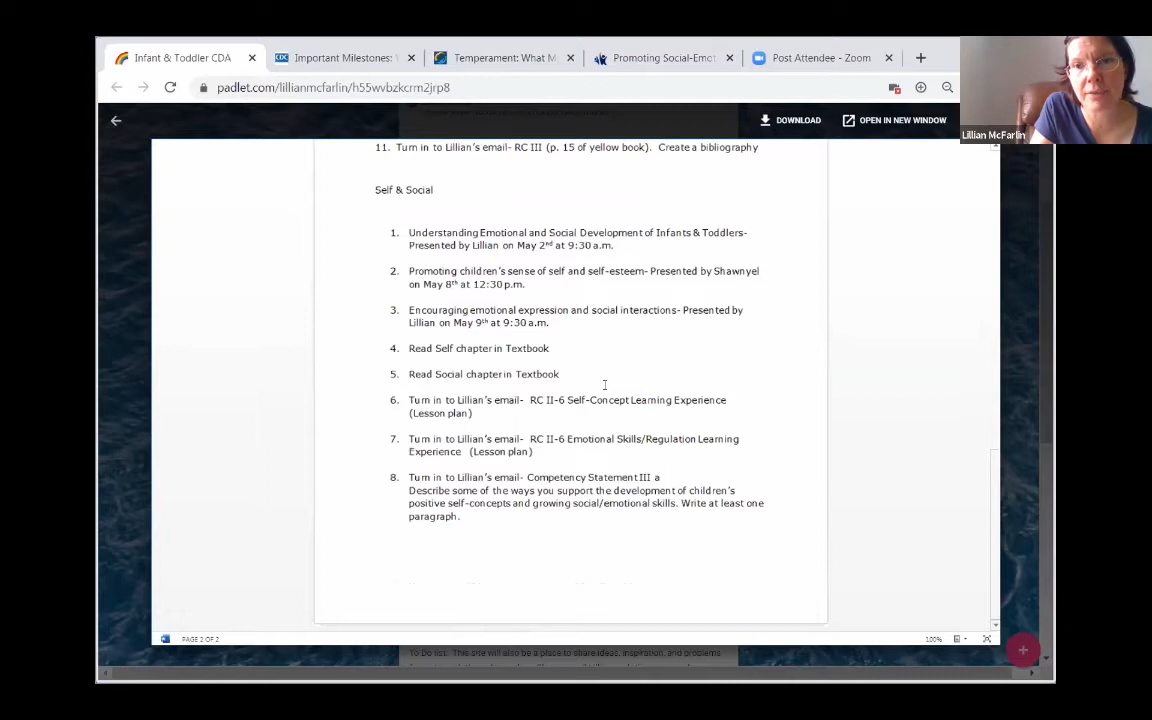 Infant & Toddler CDA
Important Milestones: Y
Temperament: What M
Promoting Social-Emot
Post Attendee - Zoom
padlet.com/lillianmcfarlin/h55wvbzkcrm2jrp8
DOWNLOAD
OPEN IN NEW WINDOW
Lillian McFarlin
11. Turn in to Lillian's email- RC III (p. 15 of yellow book). Create a bibliography
Self & Social
1. Understanding Emotional and Social Development of Infants & Toddlers-
Presented by Lillian on May 2nd at 9:30 a.m.
2. Promoting children's sense of self and self-esteem- Presented by Shawnyel
on May 8th at 12:30 p.m.
3. Encouraging emotional expression and social interactions- Presented by
Lillian on May 9th at 9:30 a.m.
4. Read Self chapter in Textbook
5. Read Social chapter in Textbook
6. Turn in to Lillian's email- RC II-6 Self-Concept Learning Experience
(Lesson plan)
7. Turn in to Lillian's email- RC II-6 Emotional Skills/Regulation Learning
Experience (Lesson plan)
8. Turn in to Lillian's email- Competency Statement III a
Describe some of the ways you support the development of children's
positive self-concepts and growing social/emotional skills. Write at least one
paragraph.
PAGE 2 OF 2
100%
To Do list. This site will also be a place to share ideas, inspiration, and problems